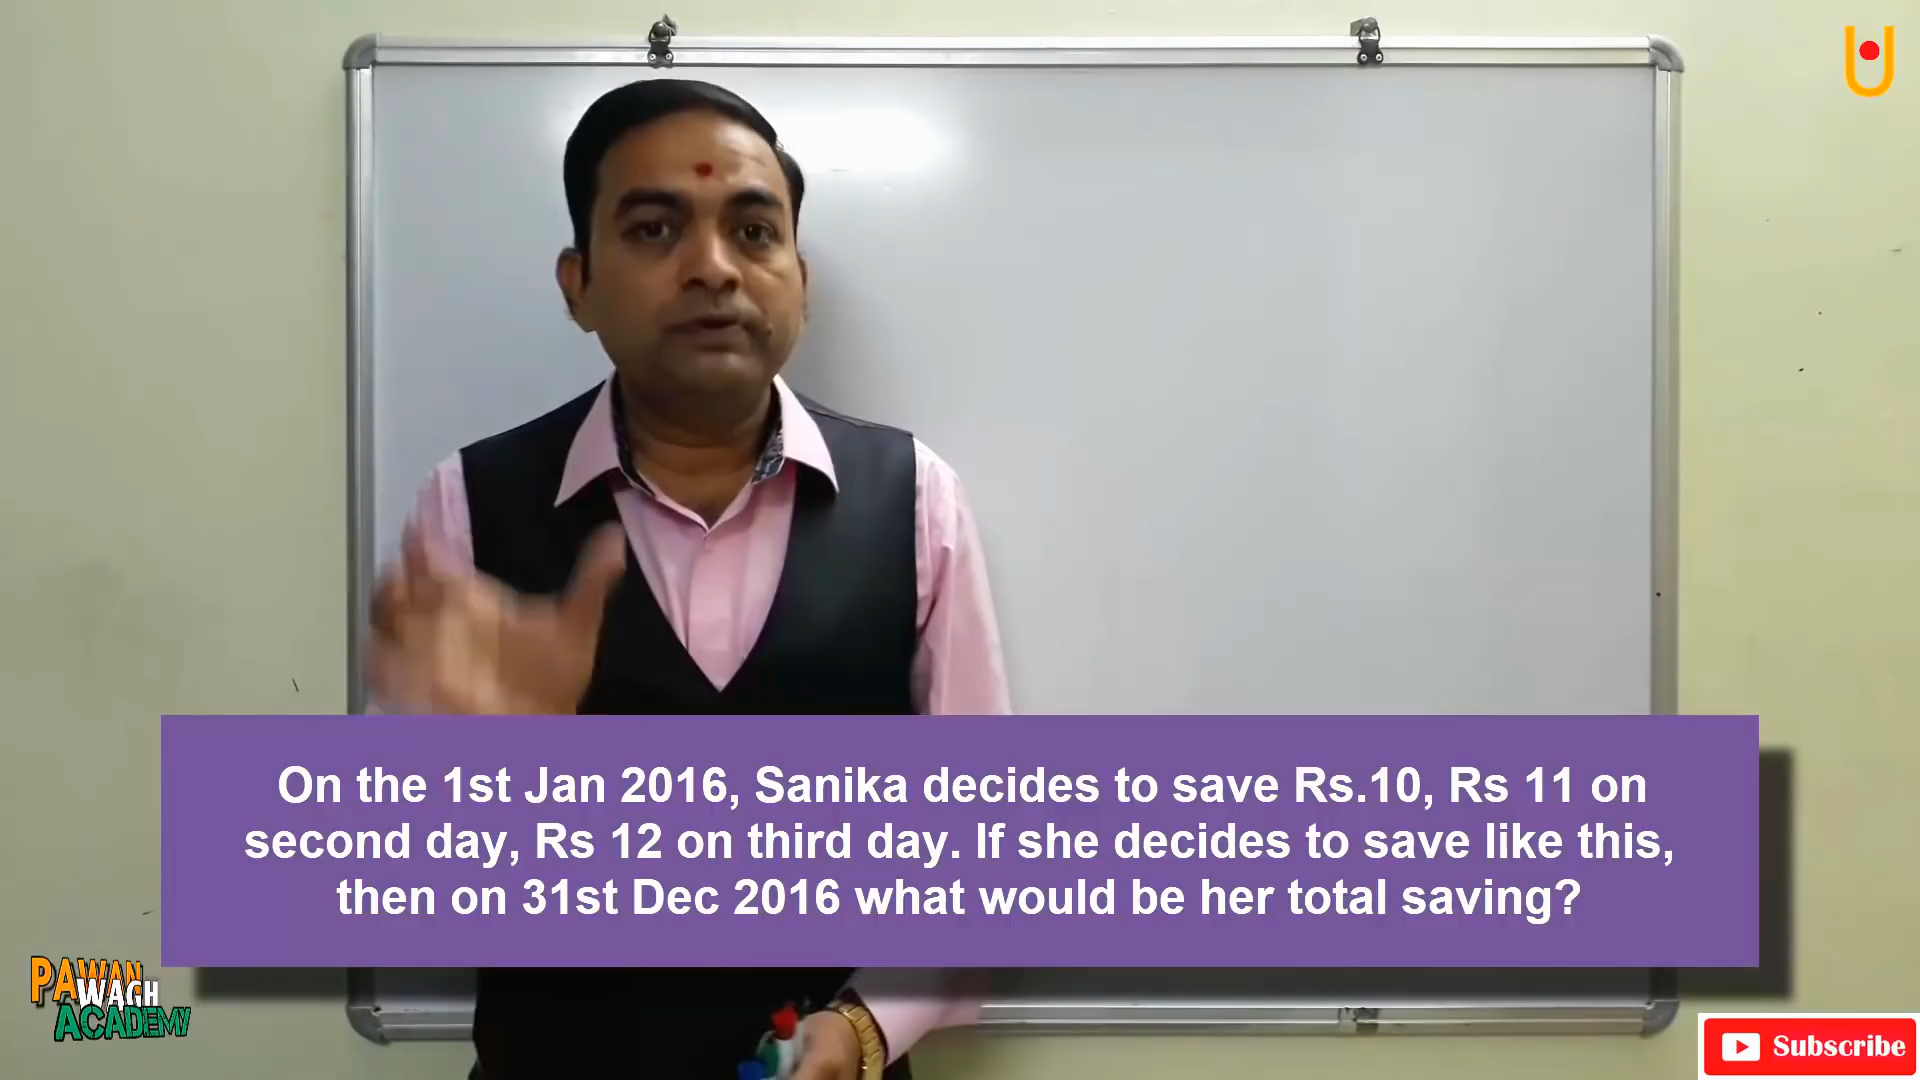 On the 1st Jan 2016, Sanika decides to save Rs.10, Rs 11 on
second day, Rs 12 on third day. If she decides to save like this,
then on 31st Dec 2016 what would be her total saving?
PAWAN
WAGH
ACADEMY
Subscribe